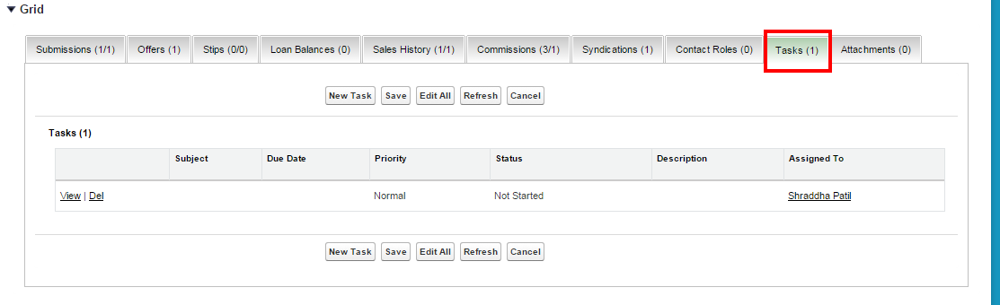 Grid
Submissions (1/1) Offers (1) Stips (0/0) Loan Balances (0) Sales History (1/1) Commissions (3/1) Syndications (1) Contact Roles (0) Tasks (1) Attachments (0)
New Task Save Edit All Refresh Cancel
Tasks (1)
Subject Due Date Priority Status Description Assigned To
View | Del Normal Not Started Shraddha Patil
New Task Save Edit All Refresh Cancel